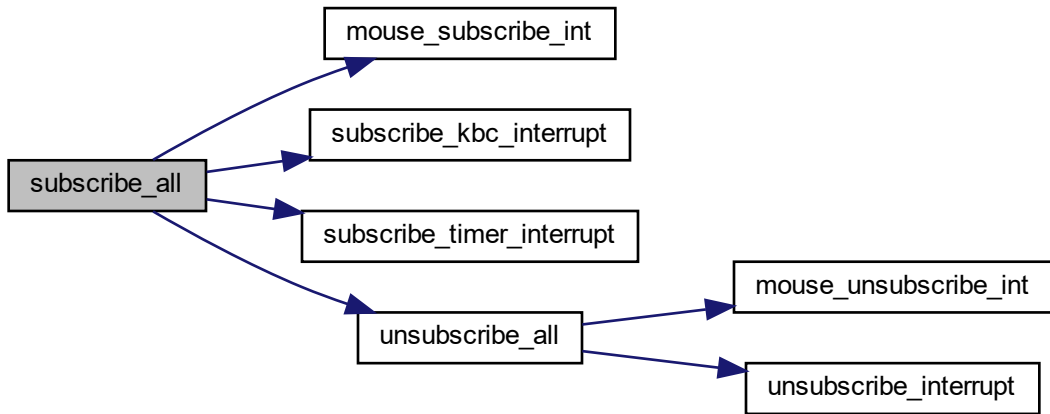 mouse_subscribe_int
subscribe_kbc_interrupt
subscribe_all
subscribe_timer_interrupt
mouse_unsubscribe_int
unsubscribe_all
unsubscribe_interrupt